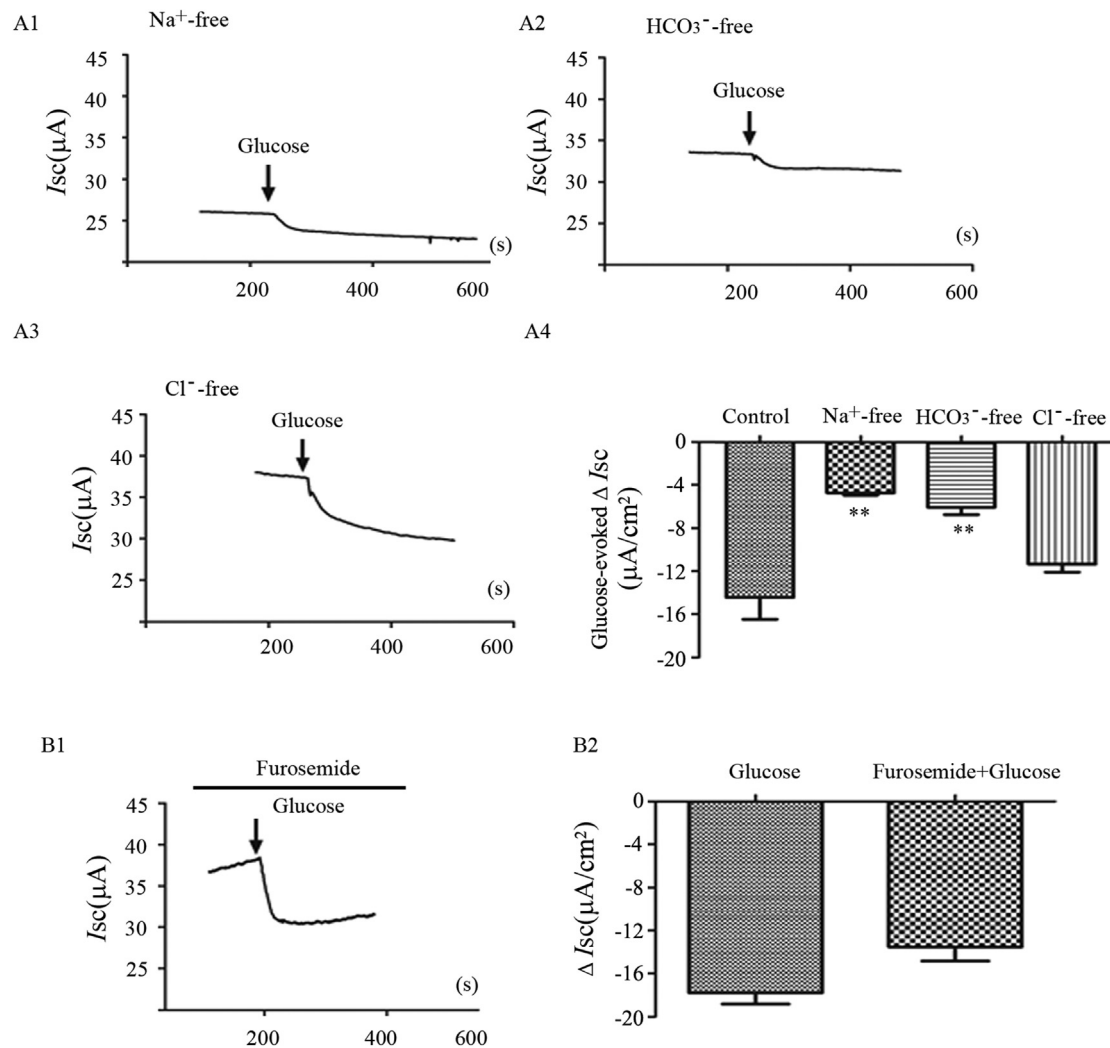 A1
Na⁺-free
45
40
35
30
25
Isc(μA)
Glucose
(s)
200
400
600
A2
HCO₃⁻-free
45
40
35
30
25
Isc(μA)
Glucose
(s)
200
400
600
A3
Cl⁻-free
45
40
35
30
25
Isc(μA)
Glucose
(s)
200
400
600
A4
Control
Na⁺-free
HCO₃⁻-free
Cl⁻-free
0
-4
-8
-12
-16
-20
Glucose-evoked Δ Isc
(μA/cm²)
**
**
B1
Furosemide
Glucose
45
40
35
30
25
Isc(μA)
(s)
200
400
600
B2
Glucose
Furosemide+Glucose
0
-4
-8
-12
-16
-20
Δ Isc(μA/cm²)